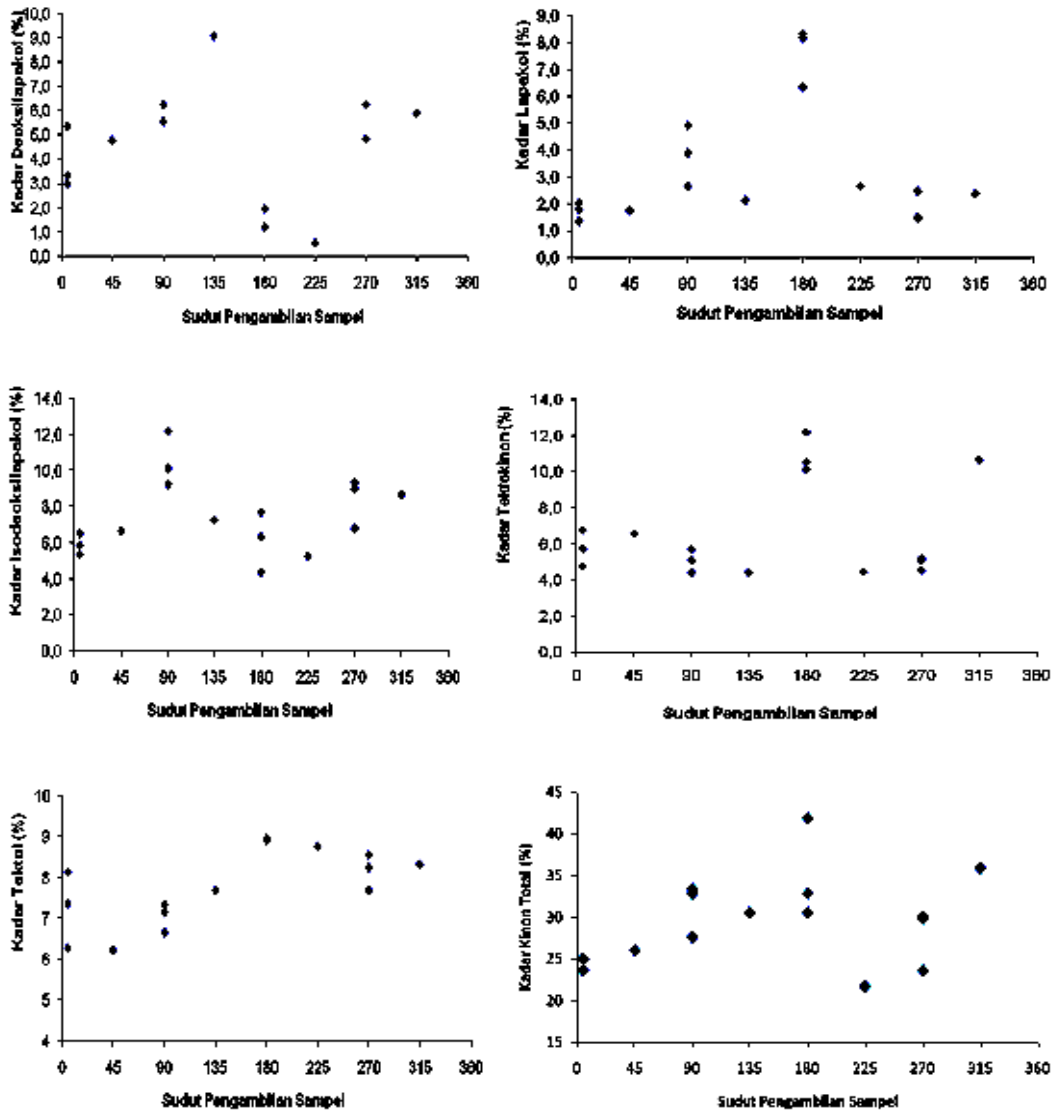 Kadar Deoksilapakol (%)
10,0
9,0
8,0
7,0
6,0
5,0
4,0
3,0
2,0
1,0
0,0
0 45 90 135 180 225 270 315 360
Sudut Pengambilan Sampel
Kadar Lapakol (%)
9,0
8,0
7,0
6,0
5,0
4,0
3,0
2,0
1,0
0,0
0 45 90 135 180 225 270 315 360
Sudut Pengambilan Sampel
Kadar Isodeoksilapakol (%)
14,0
12,0
10,0
8,0
6,0
4,0
2,0
0,0
0 45 90 135 180 225 270 315 360
Sudut Pengambilan Sampel
Kadar Tektokinon (%)
14,0
12,0
10,0
8,0
6,0
4,0
2,0
0,0
0 45 90 135 180 225 270 315 360
Sudut Pengambilan Sampel
Kadar Tektol (%)
10
9
8
7
6
5
4
0 45 90 135 180 225 270 315 360
Sudut Pengambilan Sampel
Kadar Kinon Total (%)
45
40
35
30
25
20
15
0 45 90 135 180 225 270 315 360
Sudut Pengambilan Sampel